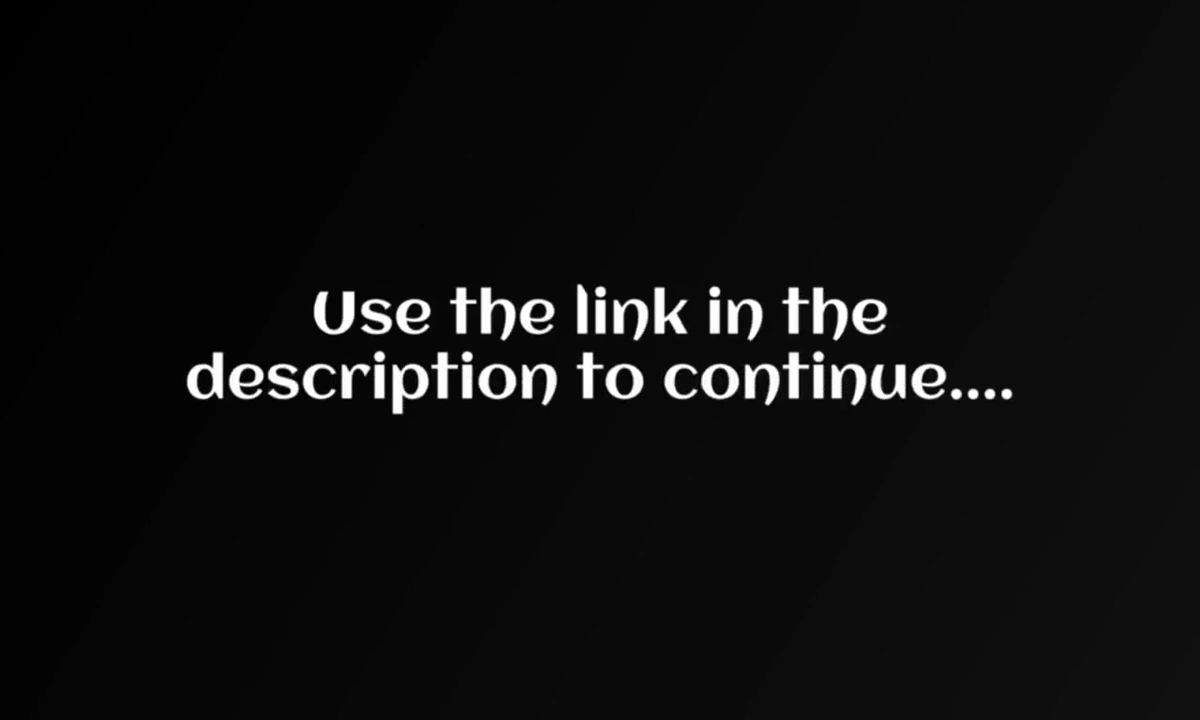 Use the link in the
description to continue....